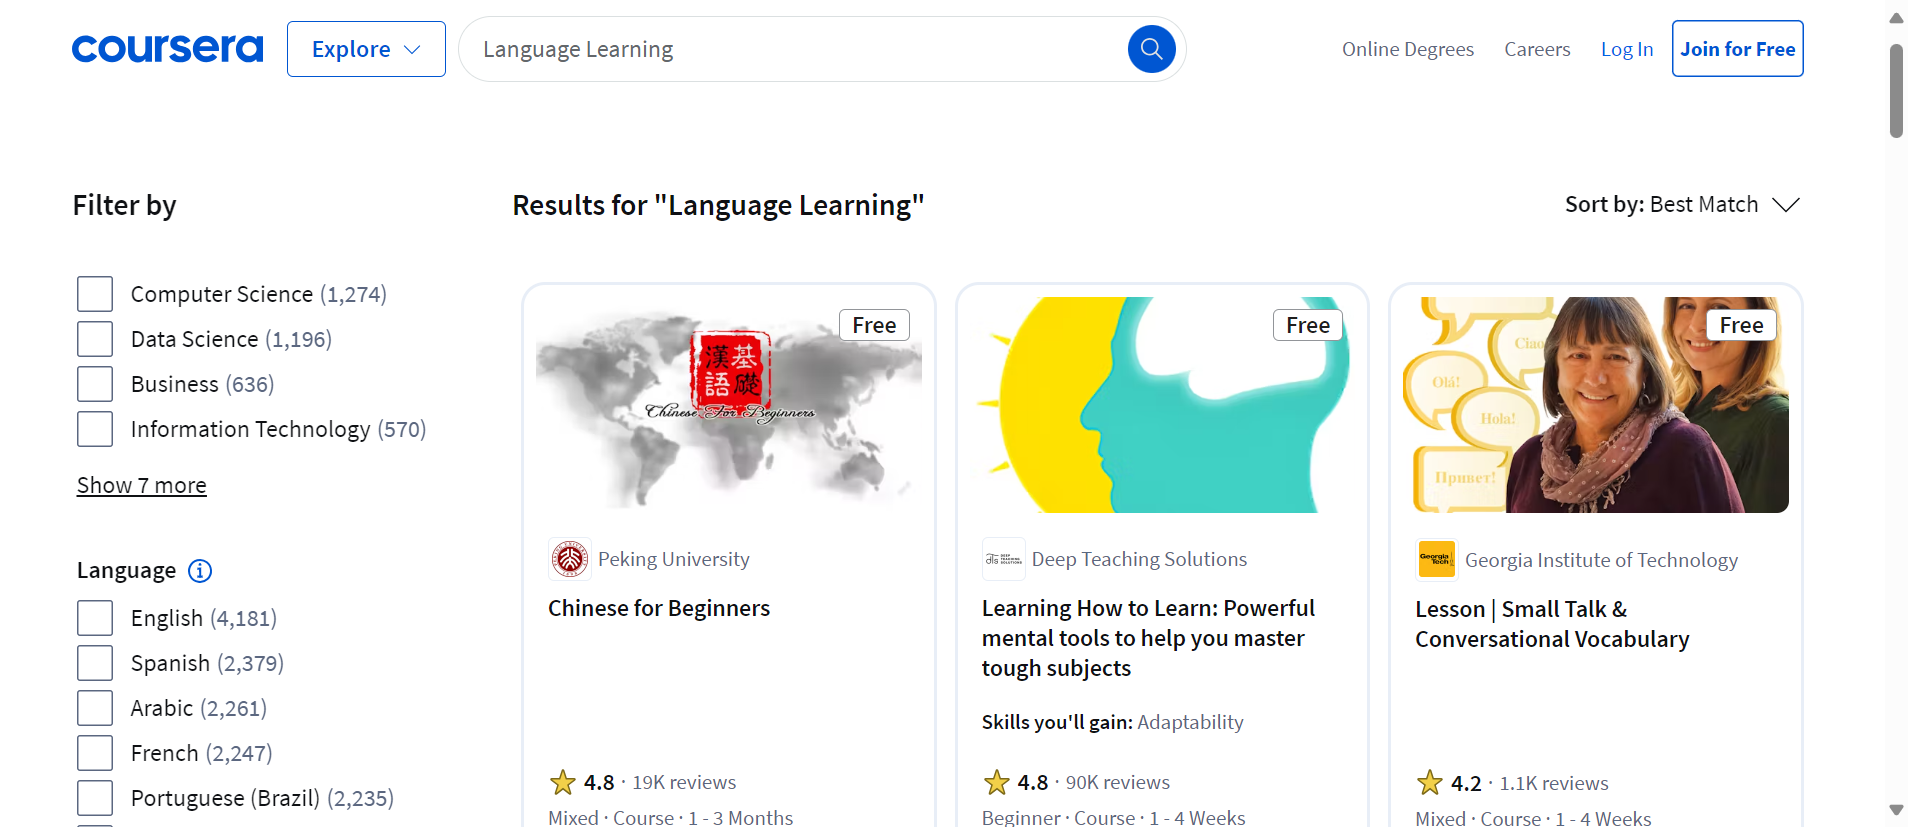 coursera
Explore
Language Learning
Online Degrees
Careers
Log In
Join for Free
Filter by
Results for "Language Learning"
Sort by: Best Match
Computer Science (1,274)
Data Science (1,196)
Business (636)
Information Technology (570)
Show 7 more
Language
English (4,181)
Spanish (2,379)
Arabic (2,261)
French (2,247)
Portuguese (Brazil) (2,235)
Free
漢基
語礎
Chinese For Beginners
Peking University
Chinese for Beginners
4.8 · 19K reviews
Mixed · Course · 1 - 3 Months
Free
DEEP
TEACHING
SOLUTIONS
Deep Teaching Solutions
Learning How to Learn: Powerful
mental tools to help you master
tough subjects
Skills you'll gain: Adaptability
4.8 · 90K reviews
Beginner · Course · 1 - 4 Weeks
Free
Ciao
Olá!
Hola!
Привет!
Georgia
Tech
Georgia Institute of Technology
Lesson | Small Talk &
Conversational Vocabulary
4.2 · 1.1K reviews
Mixed · Course · 1 - 4 Weeks